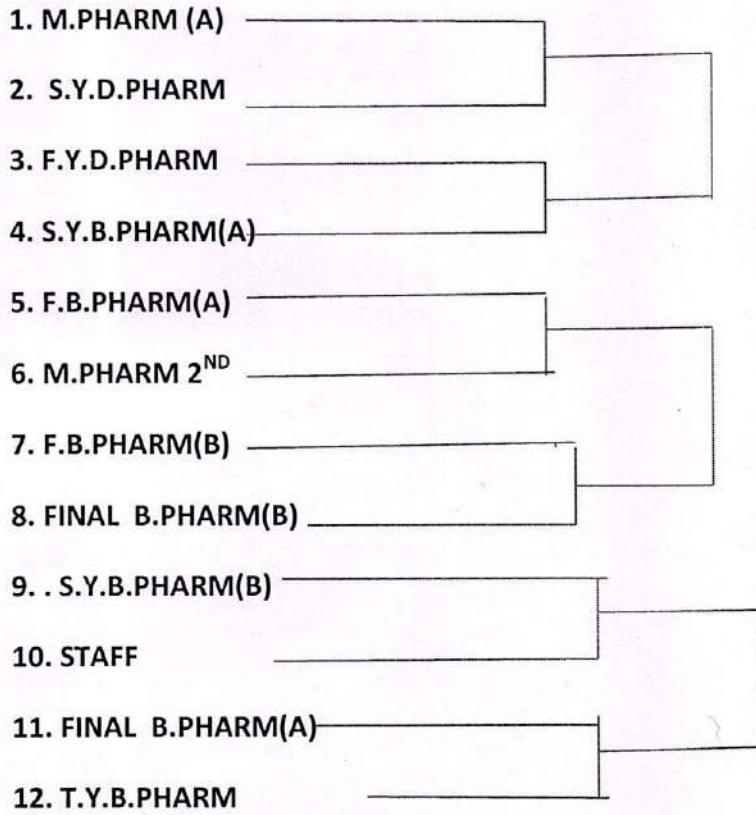 1. M.PHARM (A)
2. S.Y.D.PHARM
3. F.Y.D.PHARM
4. S.Y.B.PHARM(A)
5. F.B.PHARM(A)
6. M.PHARM 2ND
7. F.B.PHARM(B)
8. FINAL B.PHARM(B)
9. . S.Y.B.PHARM(B)
10. STAFF
11. FINAL B.PHARM(A)
12. T.Y.B.PHARM